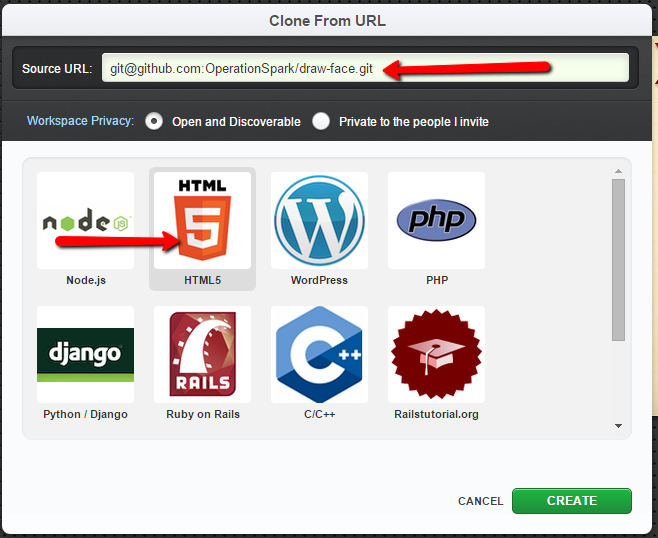 Clone From URL
Source URL: git@github.com:OperationSpark/draw-face.git
Workspace Privacy: Open and Discoverable Private to the people I invite
node JS HTML 5 W php
Node.js HTML5 WordPress PHP
django RAILS C++
Python / Django Ruby on Rails C/C++ Railstutorial.org
CANCEL CREATE